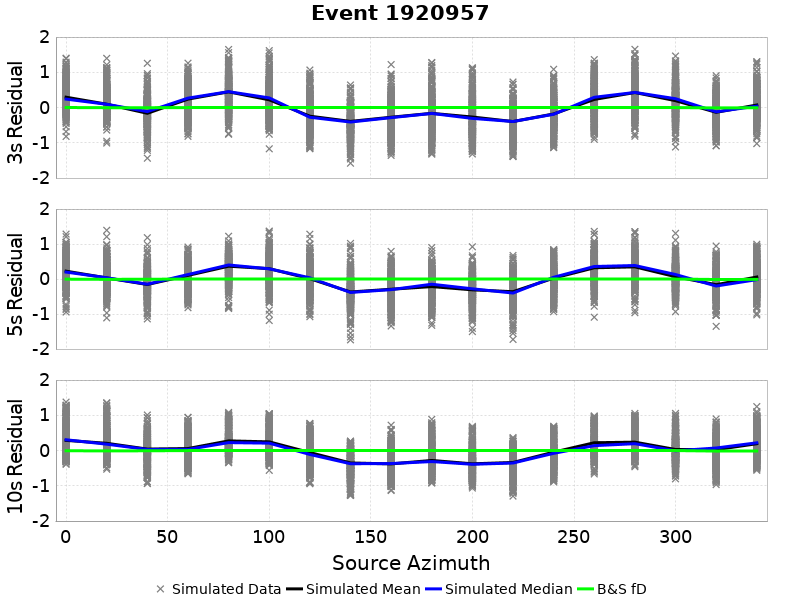 Event 1920957
2
1
0
-1
-2
3s Residual
2
1
0
-1
-2
5s Residual
2
1
0
-1
-2
10s Residual
0 50 100 150 200 250 300
Source Azimuth
Simulated Data Simulated Mean Simulated Median B&S fD